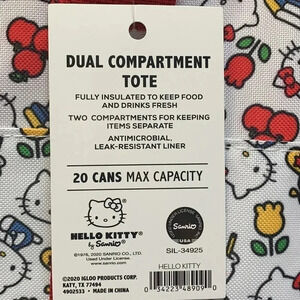 DUAL COMPARTMENT
TOTE
FULLY INSULATED TO KEEP FOOD
AND DRINKS FRESH
TWO COMPARTMENTS FOR KEEPING
ITEMS SEPARATE
ANTIMICROBIAL,
LEAK-RESISTANT LINER
20 CANS MAX CAPACITY
HELLO KITTY®
by Sanrio
©1976, 2020 SANRIO CO., LTD.
Used Under License.
www.sanrio.com
Sanrio
USA
SIL-34925
HELLO KITTY
©2020 IGLOO PRODUCTS CORP.
KATY, TX 77494
4902533 • MADE IN CHINA
0 34223 48909 0